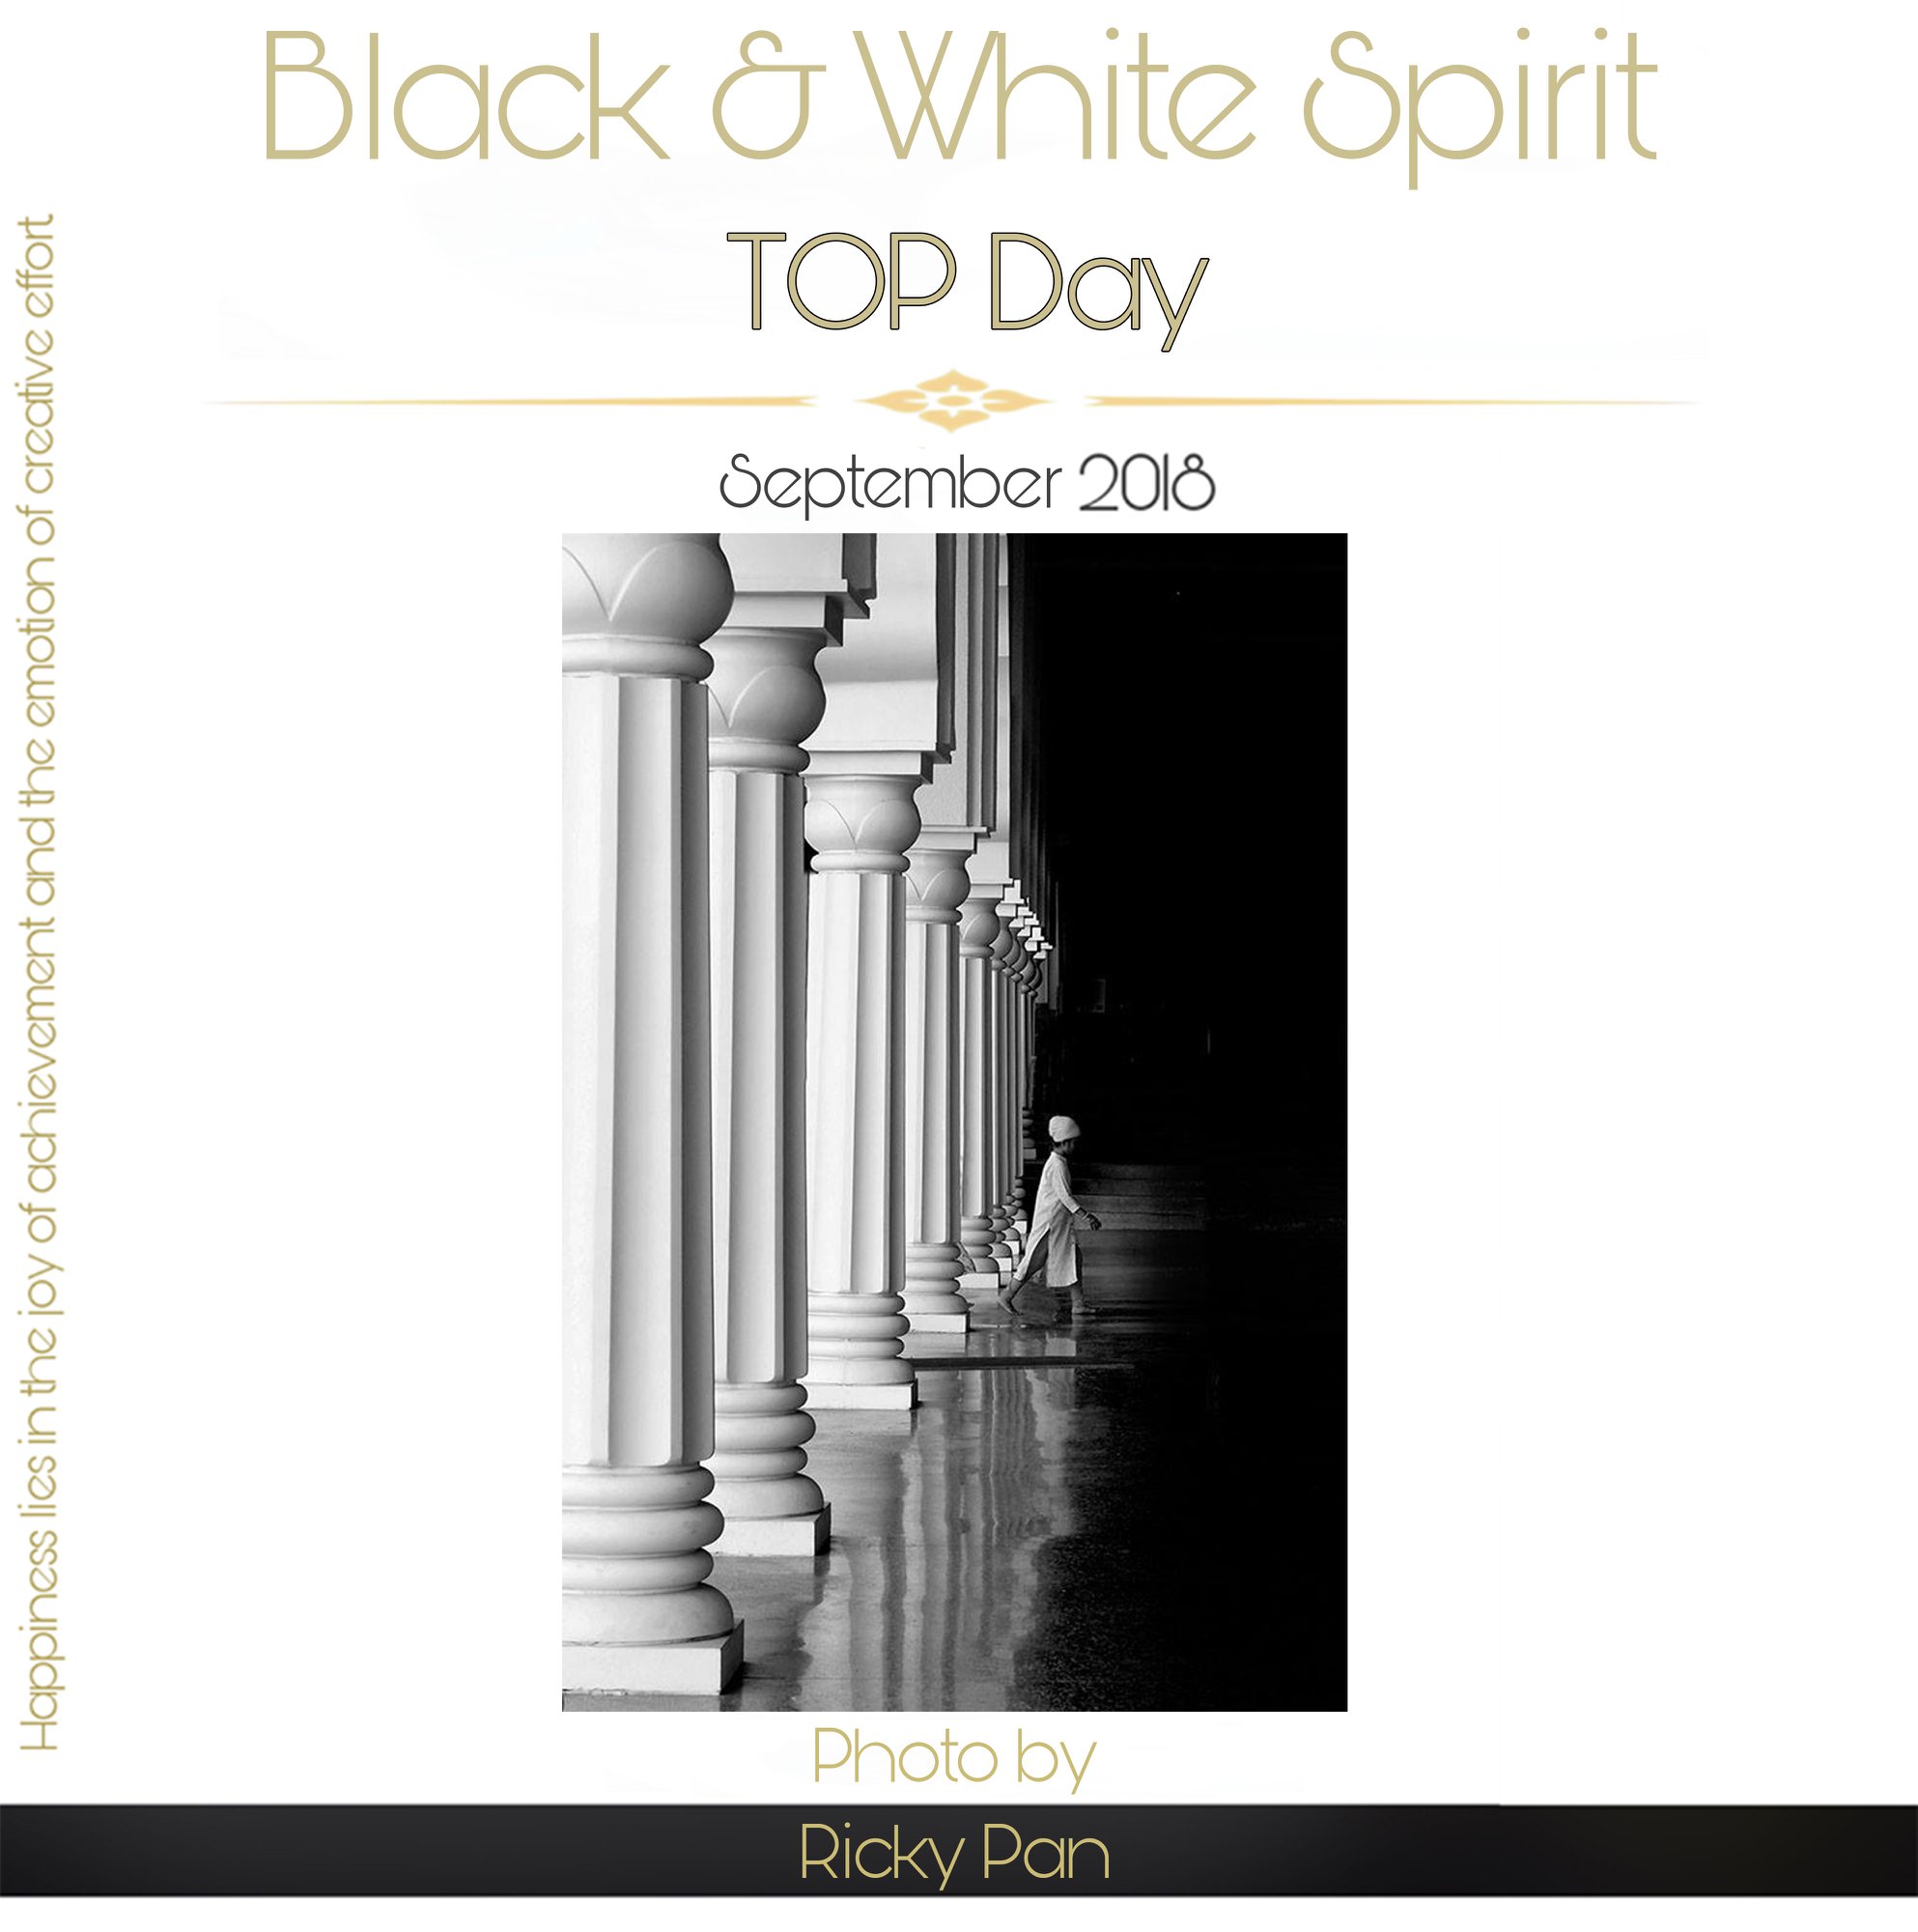 Black & White Spirit
TOP Day
September 2018
Happiness lies in the joy of achievement and the emotion of creative effort
Photo by
Ricky Pan